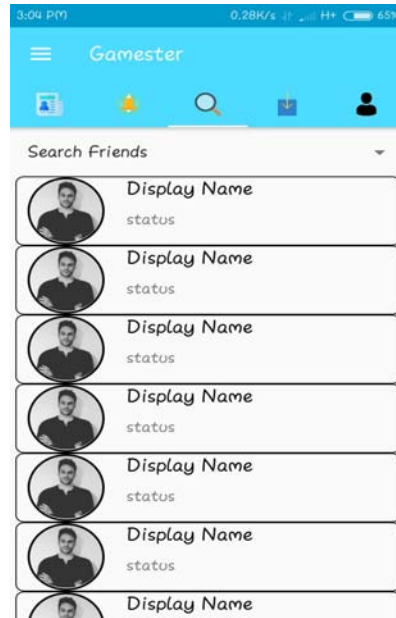 3:04 PM 0.28K/s H+ 65%
Gamester
Search Friends
Display Name
status
Display Name
status
Display Name
status
Display Name
status
Display Name
status
Display Name
status
Display Name